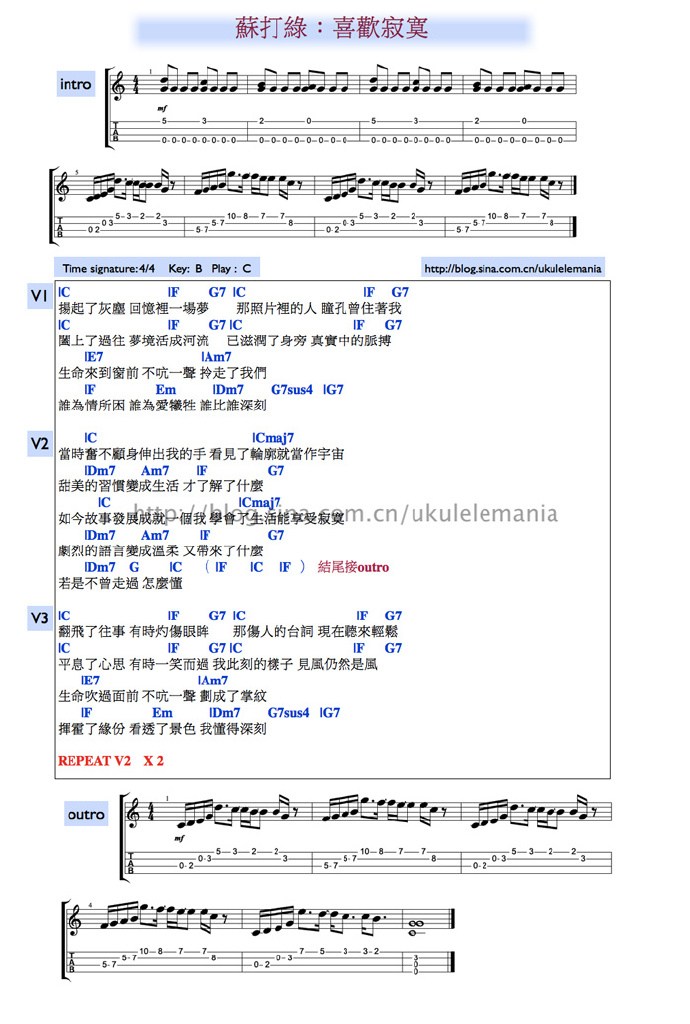 蘇打綠：喜歡寂寞
intro
1
mf
5 3 2 0 5 3 2 0
0-0-0-0-0-0-0 0-0-0-0-0-0-0 0-0-0-0-0-0-0 0-0-0-0-0-0-0
5
5-3 2 2 10-8 7 7 5-3 2 2 10-8 7 7
0-3 3 5-7 8 0-3 3 5-7 8
0-2 5-7 0-2 5-7
Time signature:4/4 Key: B Play : C
http://blog.sina.com.cn/ukulelemania
V1
|C |F G7 |C |F G7
揚起了灰塵 回憶裡一場夢 那照片裡的人 瞳孔曾住著我
|C |F G7 |C |F G7
闔上了過往 夢境活成河流 已滋潤了身旁 真實中的脈搏
|E7 |Am7
生命來到窗前 不吭一聲 拎走了我們
|F Em |Dm7 G7sus4 |G7
誰為情所困 誰為愛犧牲 誰比誰深刻
V2
|C |Cmaj7
當時奮不顧身伸出我的手 看見了輪廓就當作宇宙
|Dm7 Am7 |F G7
甜美的習慣變成生活 才了解了什麼
|C |Cmaj7
如今故事發展成就一個我 學會了生活能享受寂寞
http://blog.sina.com.cn/ukulelemania
|Dm7 Am7 |F G7
劇烈的語言變成溫柔 又帶來了什麼
|Dm7 G |C （ |F |C |F ） 結尾接outro
若是不曾走過 怎麼懂
V3
|C |F G7 |C |F G7
翻飛了往事 有時灼傷眼眸 那傷人的台詞 現在聽來輕鬆
|C |F G7 |C |F G7
平息了心思 有時一笑而過 我此刻的樣子 見風仍然是風
|E7 |Am7
生命吹過面前 不吭一聲 劃成了掌紋
|F Em |Dm7 G7sus4 |G7
揮霍了緣份 看透了景色 我懂得深刻
REPEAT V2 X 2
outro
1
mf
5-3 2 2 10-8 7 7 5-3 2 2
0-3 3 5-7 8 0-3 3
0-2 5-7 0-2
4
10-8 7 7 7-5 3 3-2
5-7 8 0-3 3
5-7 0-2 0
0